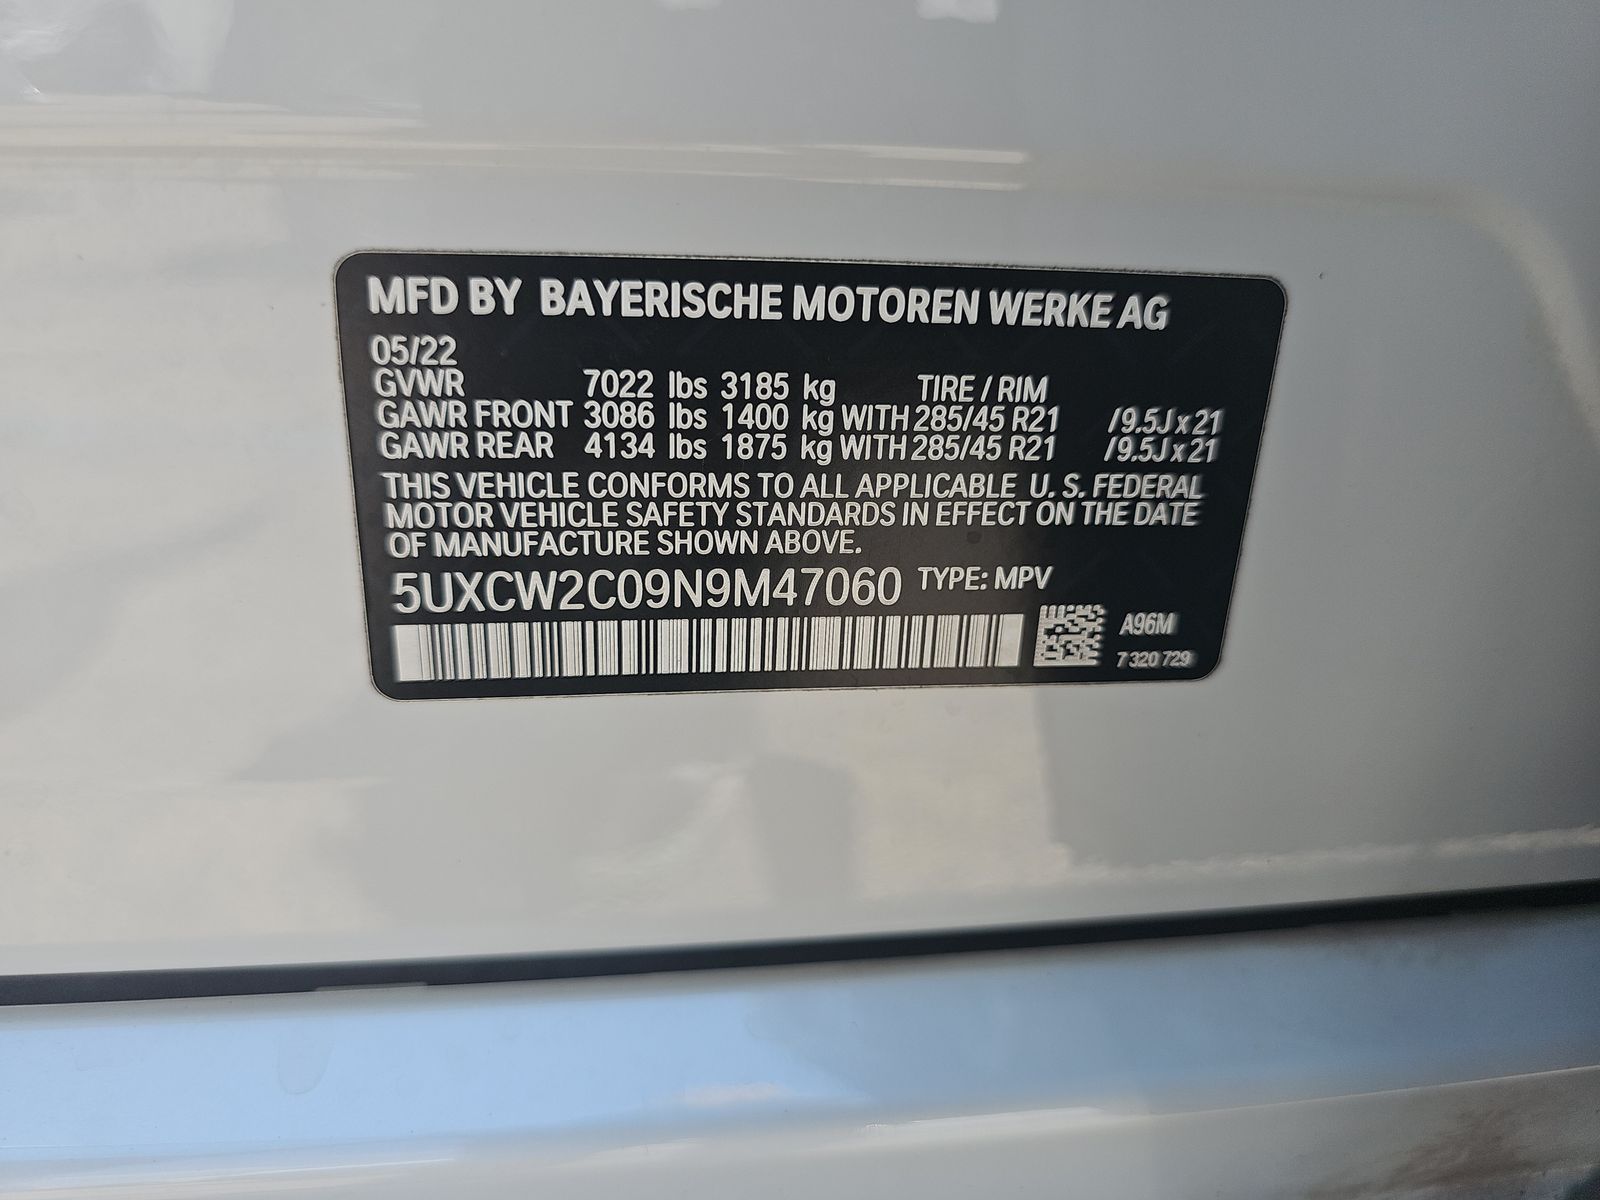 MFD BY BAYERISCHE MOTOREN WERKE AG
05/22
GVWR 7022 lbs 3185 kg TIRE / RIM
GAWR FRONT 3086 lbs 1400 kg WITH 285/45 R21 /9.5J x 21
GAWR REAR 4134 lbs 1875 kg WITH 285/45 R21 /9.5J x 21
THIS VEHICLE CONFORMS TO ALL APPLICABLE U. S. FEDERAL
MOTOR VEHICLE SAFETY STANDARDS IN EFFECT ON THE DATE
OF MANUFACTURE SHOWN ABOVE.
5UXCW2C09N9M47060 TYPE: MPV
A96M
7 320 729